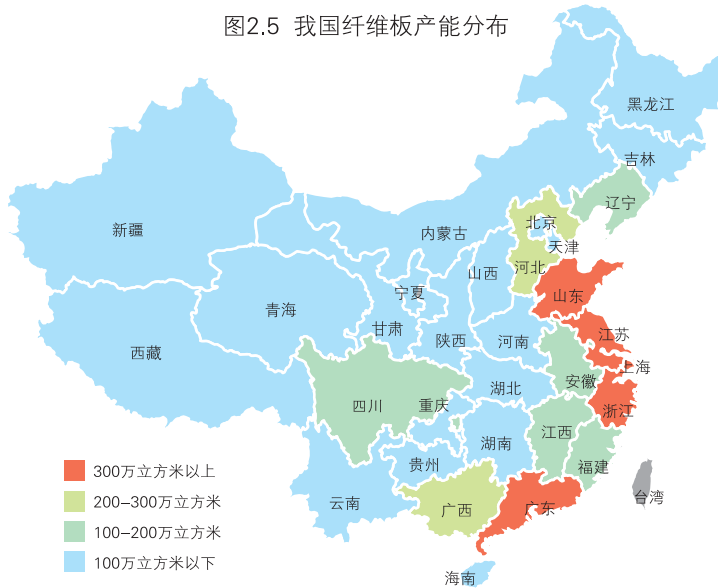 图2.5 我国纤维板产能分布
黑龙江
吉林
辽宁
新疆
内蒙古
北京
天津
河北
山西
宁夏
山东
青海
甘肃
陕西
河南
江苏
西藏
上海
安徽
湖北
浙江
四川
重庆
江西
湖南
福建
贵州
云南
广西
广东
台湾
海南
300万立方米以上
200–300万立方米
100–200万立方米
100万立方米以下